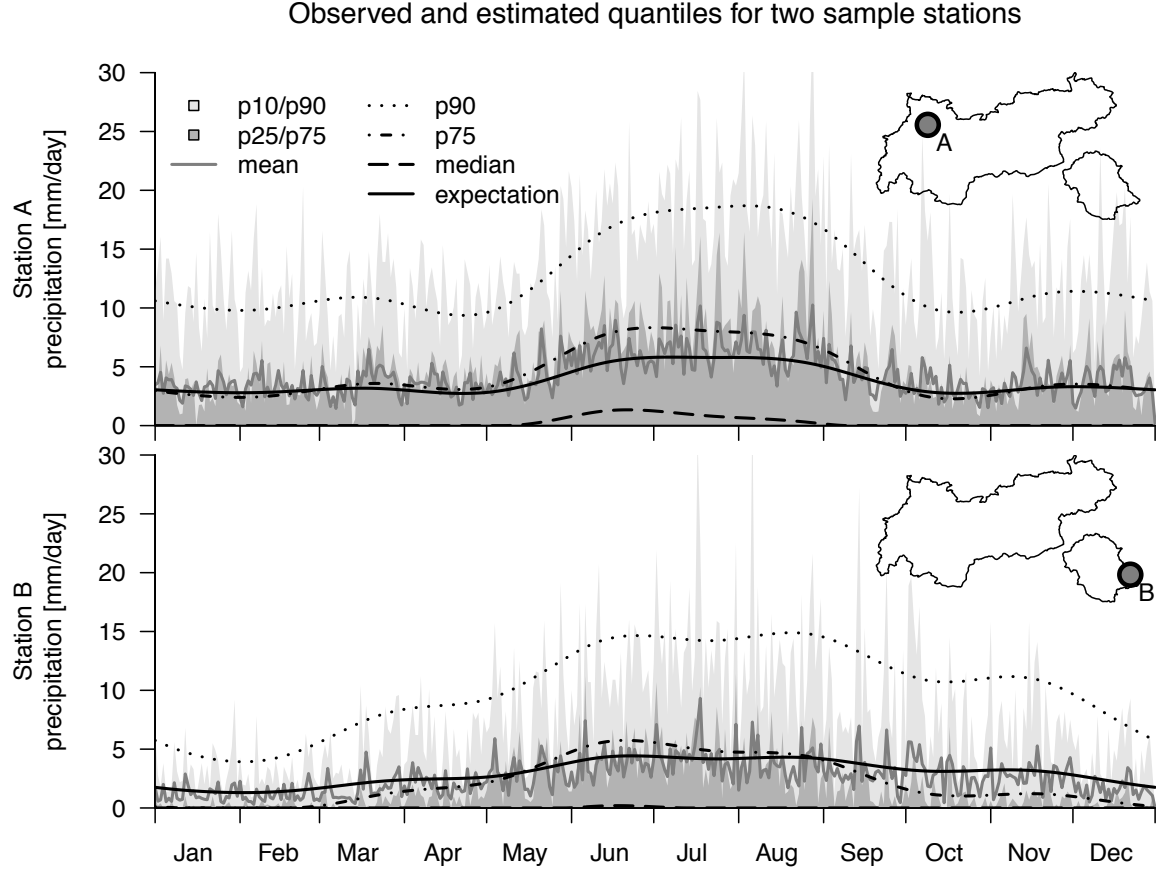 Observed and estimated quantiles for two sample stations
Station A
precipitation [mm/day]
30
25
20
15
10
5
0
p10/p90
p25/p75
mean
p90
p75
median
expectation
A
Station B
precipitation [mm/day]
30
25
20
15
10
5
0
B
Jan Feb Mar Apr May Jun Jul Aug Sep Oct Nov Dec